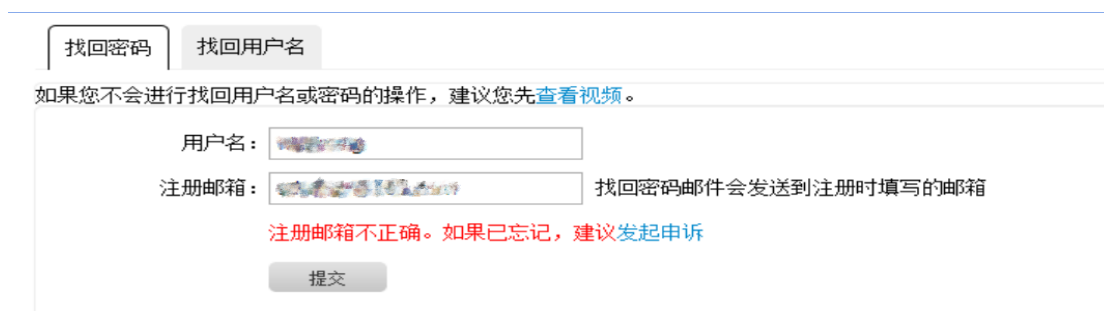 找回密码 找回用户名
如果您不会进行找回用户名或密码的操作，建议您先查看视频。
用户名：
注册邮箱： 找回密码邮件会发送到注册时填写的邮箱
注册邮箱不正确。如果已忘记，建议发起申诉
提交